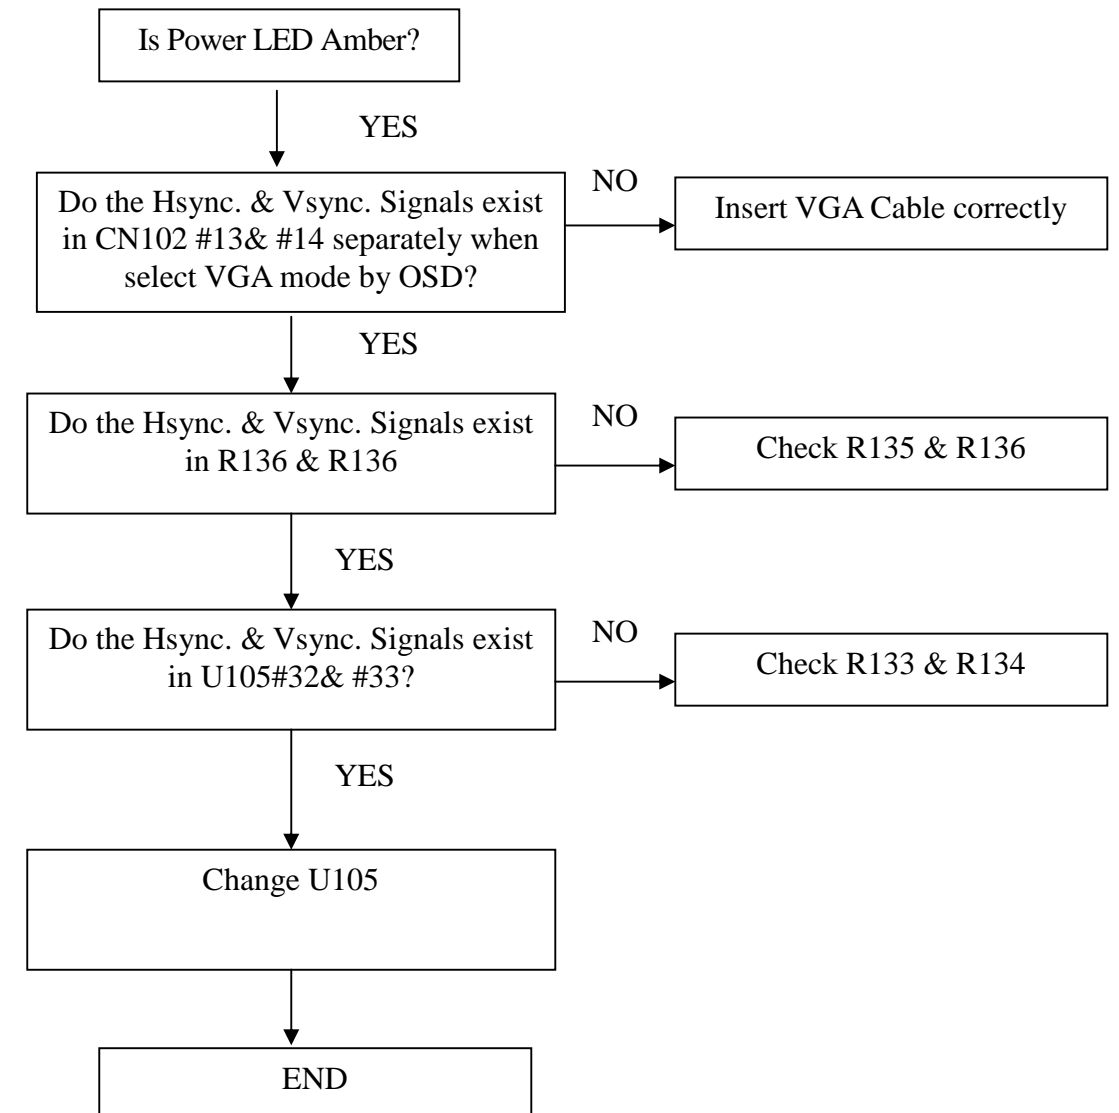 Is Power LED Amber?
YES
Do the Hsync. & Vsync. Signals exist
in CN102 #13& #14 separately when
select VGA mode by OSD?
NO
Insert VGA Cable correctly
YES
Do the Hsync. & Vsync. Signals exist
in R136 & R136
NO
Check R135 & R136
YES
Do the Hsync. & Vsync. Signals exist
in U105#32& #33?
NO
Check R133 & R134
YES
Change U105
END